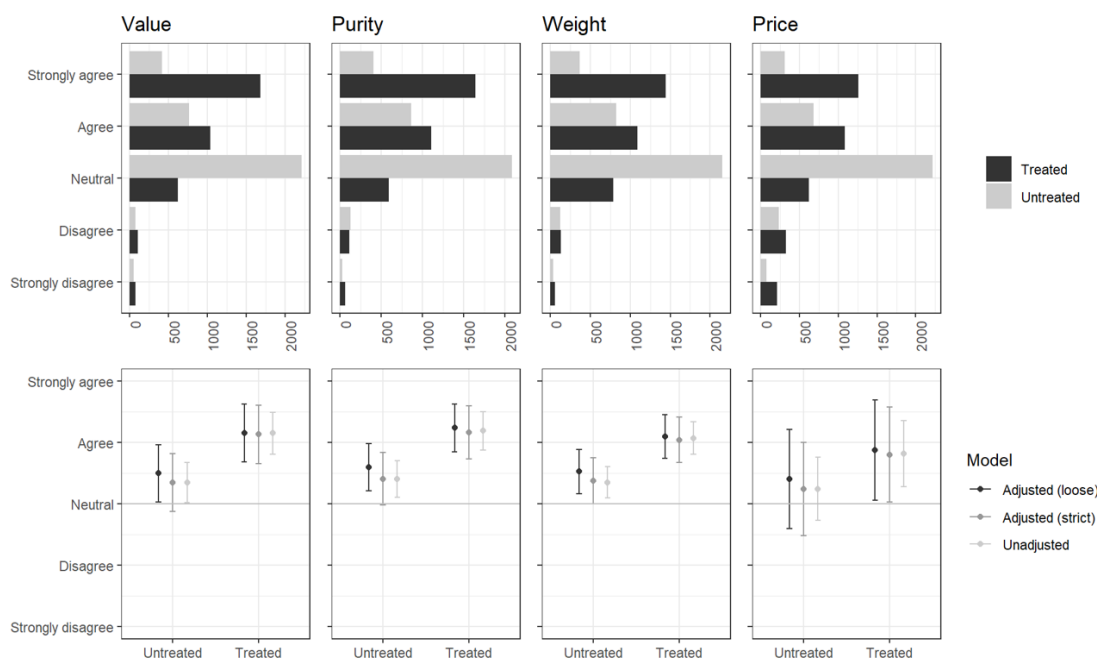 Value Purity Weight Price
Strongly agree
Agree
Neutral
Disagree
Strongly disagree
Treated
Untreated
0 500 1000 1500 2000 0 500 1000 1500 2000 0 500 1000 1500 2000 0 500 1000 1500 2000
Strongly agree
Agree
Neutral
Disagree
Strongly disagree
Model
Adjusted (loose)
Adjusted (strict)
Unadjusted
Untreated Treated Untreated Treated Untreated Treated Untreated Treated